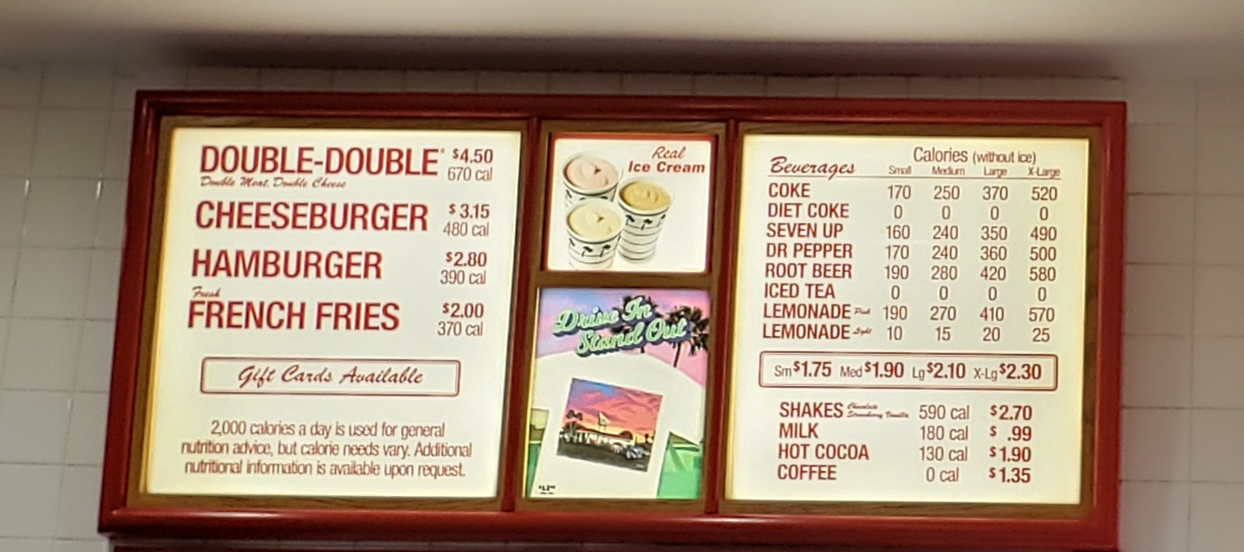 DOUBLE-DOUBLE® $4.50
Double Meat, Double Cheese 670 cal
CHEESEBURGER $3.15
480 cal
HAMBURGER $2.80
390 cal
Fresh
FRENCH FRIES $2.00
370 cal
Gift Cards Available
2,000 calories a day is used for general
nutrition advice, but calorie needs vary. Additional
nutritional information is available upon request.
Real
Ice Cream
Drive In
Stand Out
Calories (without ice)
Beverages Small Medium Large X-Large
COKE 170 250 370 520
DIET COKE 0 0 0 0
SEVEN UP 160 240 350 490
DR PEPPER 170 240 360 500
ROOT BEER 190 280 420 580
ICED TEA 0 0 0 0
LEMONADE Pink 190 270 410 570
LEMONADE Light 10 15 20 25
Sm $1.75 Med $1.90 Lg $2.10 X-Lg $2.30
SHAKES Chocolate Strawberry Vanilla 590 cal $2.70
MILK 180 cal $ .99
HOT COCOA 130 cal $1.90
COFFEE 0 cal $1.35